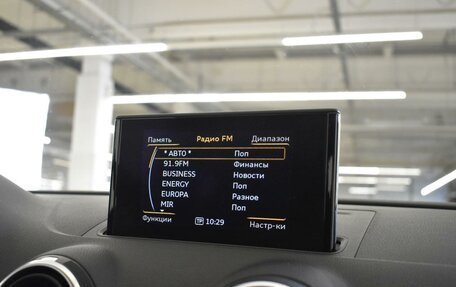 Память Радио FM Диапазон
* АВТО * Поп
91.9FM Финансы
BUSINESS Новости
ENERGY Поп
EUROPA Разное
MIR Поп
Функции TP 10:29 Настр-ки